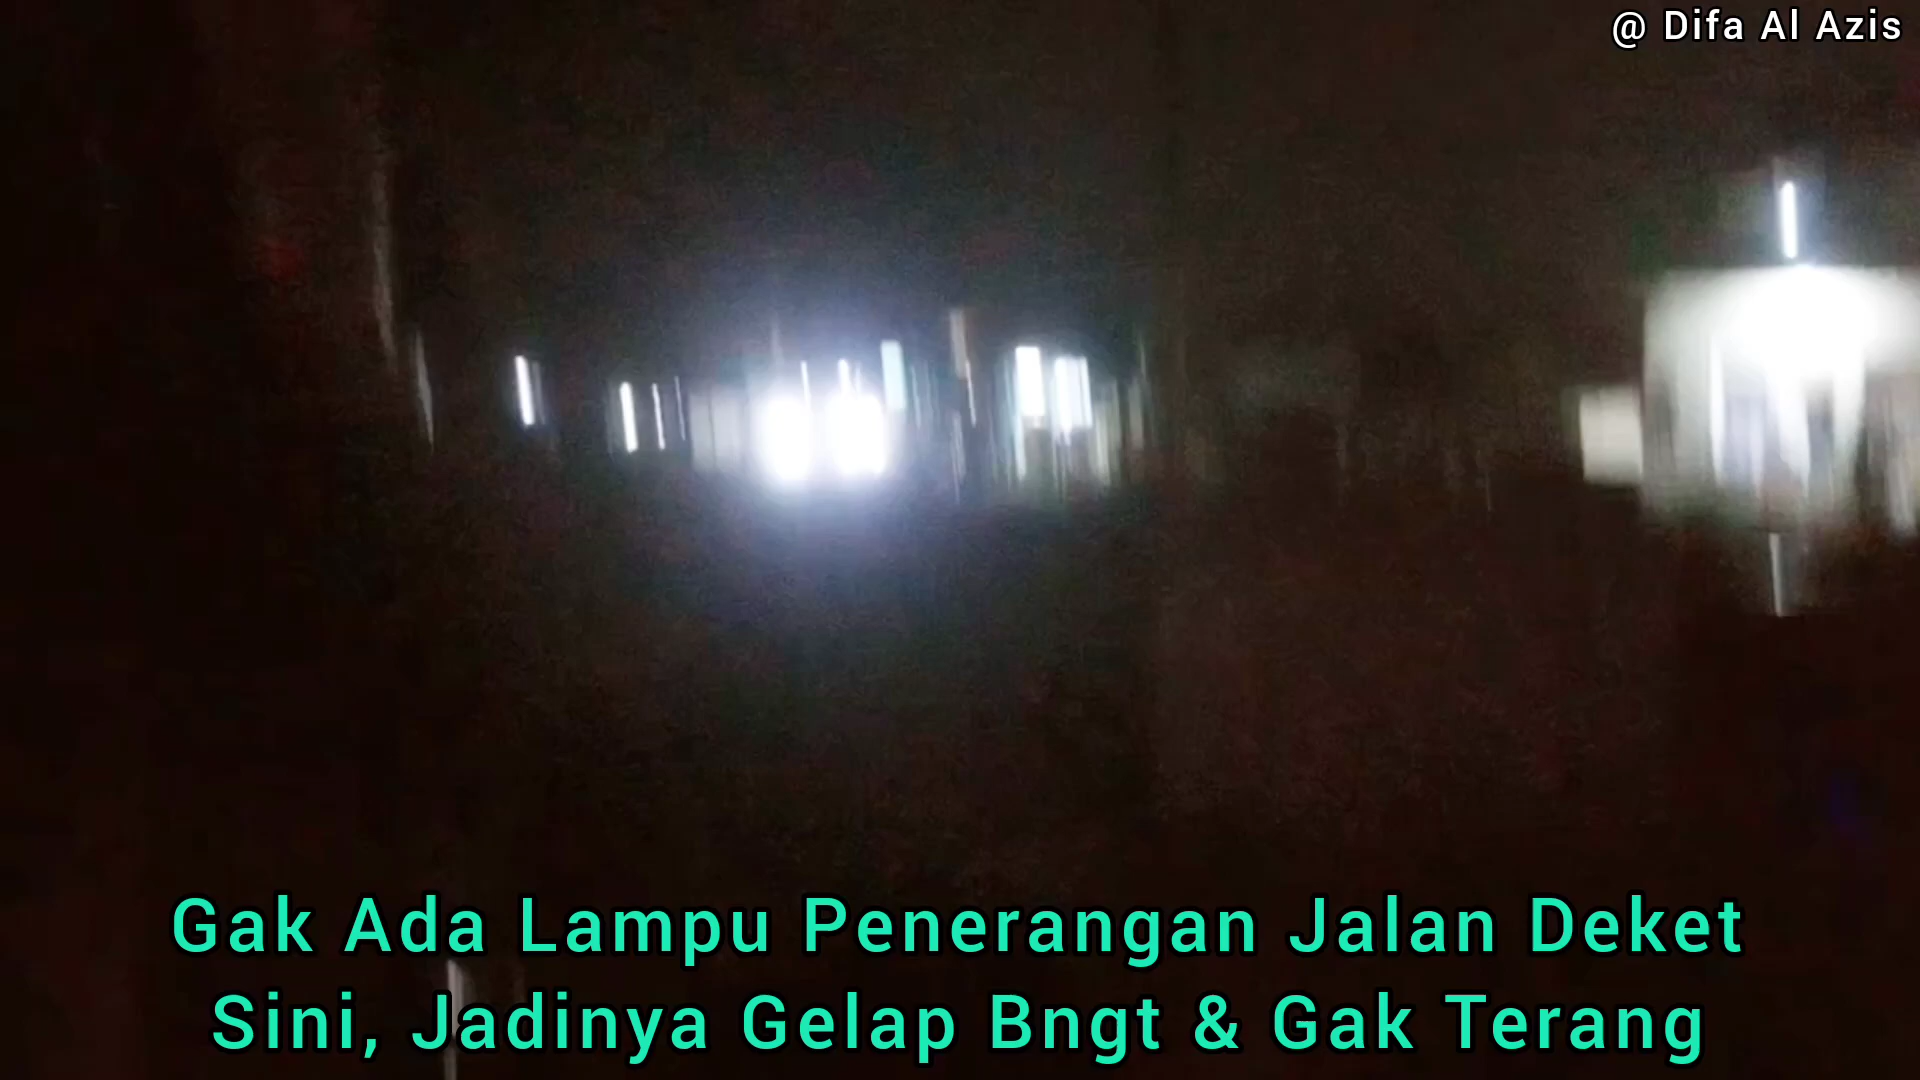 @ Difa Al Azis
Gak Ada Lampu Penerangan Jalan Deket
Sini, Jadinya Gelap Bngt & Gak Terang